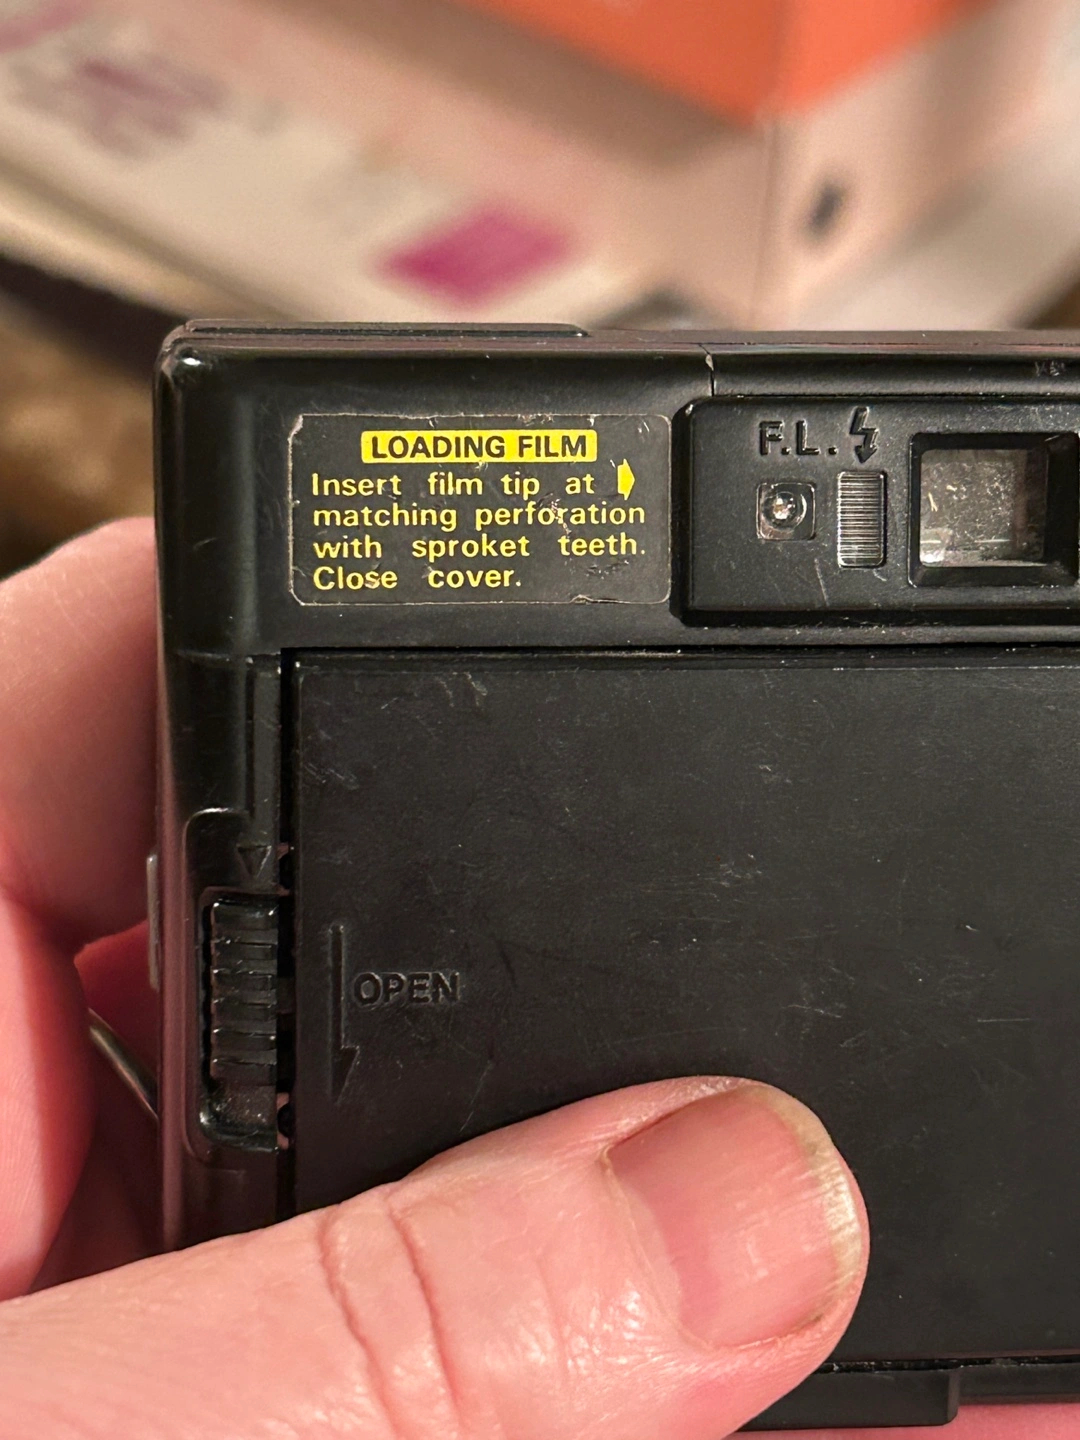 LOADING FILM
Insert film tip at
matching perforation
with sproket teeth.
Close cover.
F.L.
OPEN